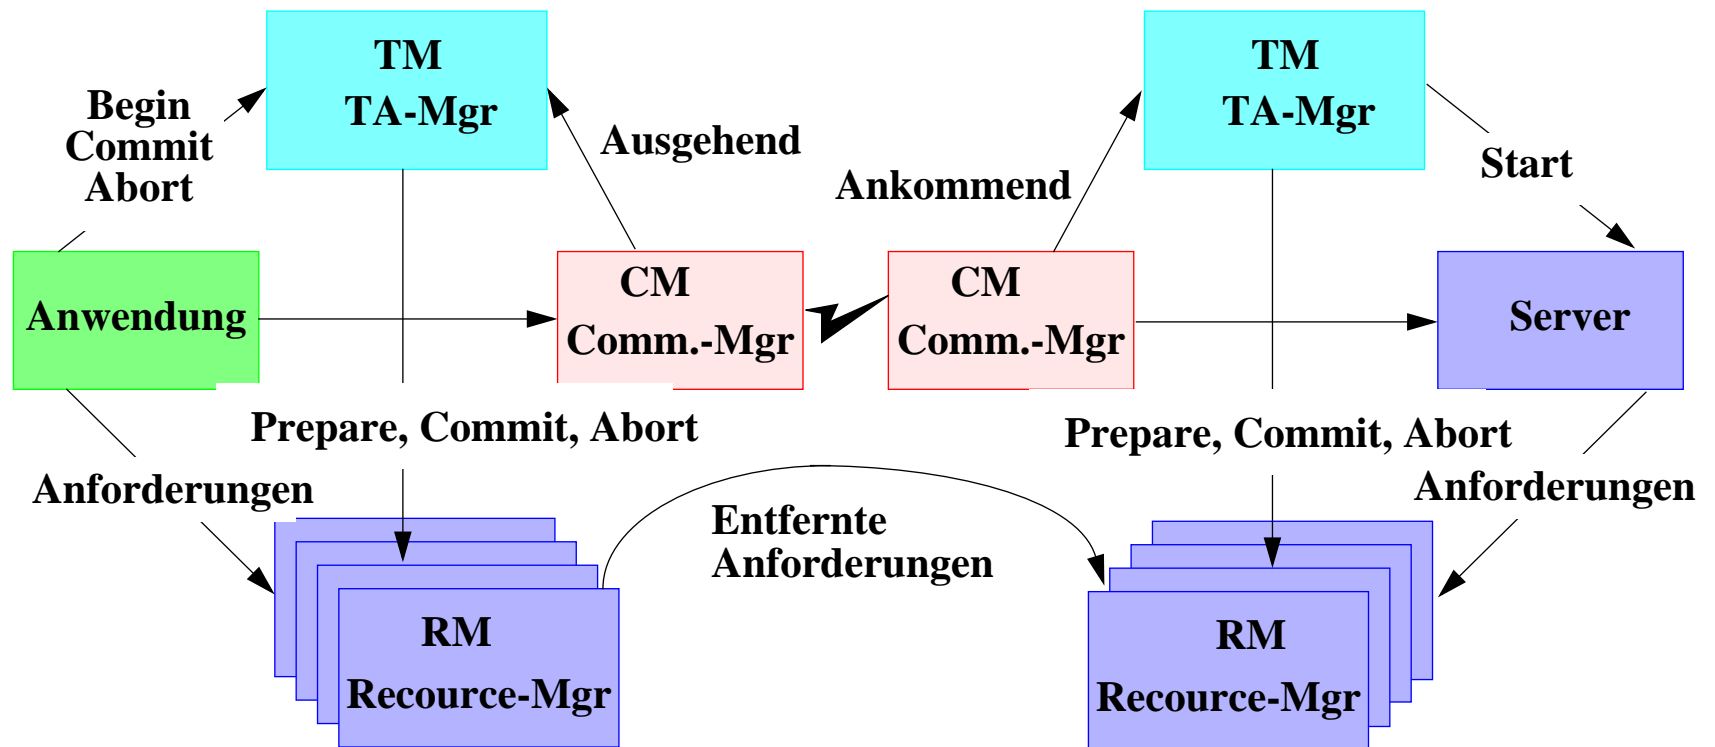 TM
TA-Mgr
TM
TA-Mgr
Begin
Commit
Abort
Ausgehend
Ankommend
Start
Anwendung
CM
Comm.-Mgr
CM
Comm.-Mgr
Server
Prepare, Commit, Abort
Prepare, Commit, Abort
Anforderungen
Anforderungen
Entfernte
Anforderungen
RM
Recource-Mgr
RM
Recource-Mgr